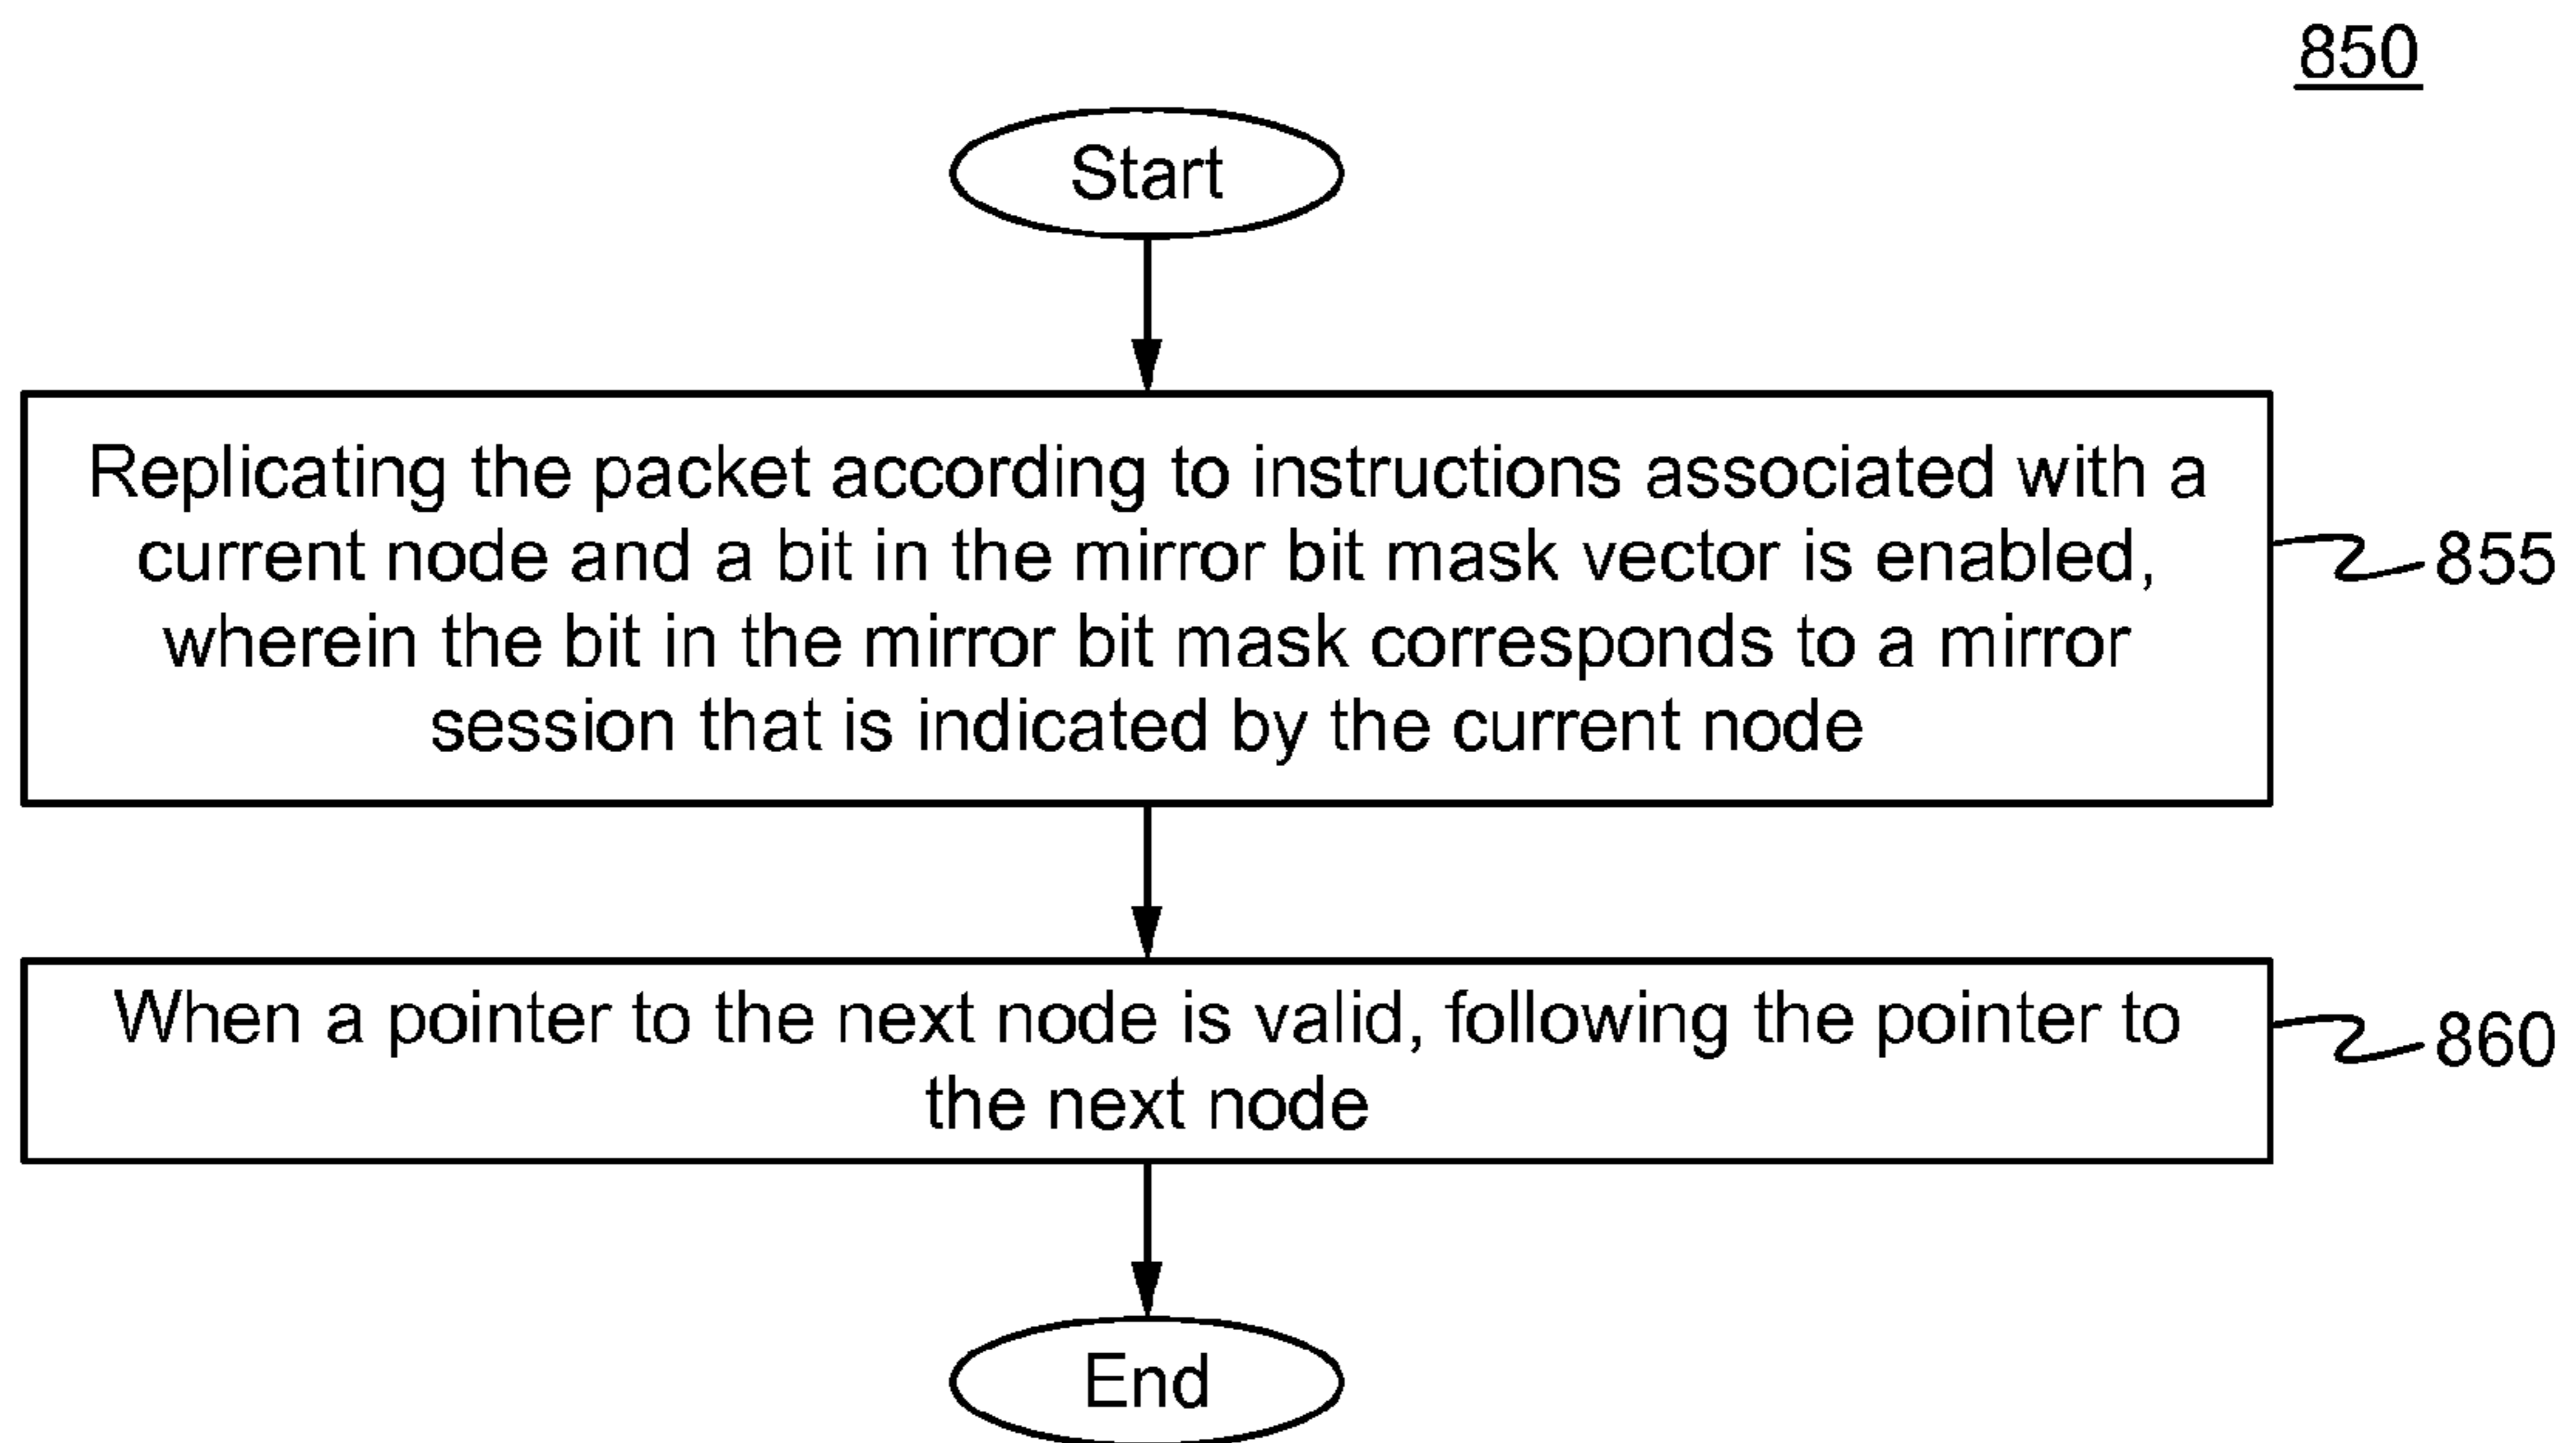 850
Start
Replicating the packet according to instructions associated with a
current node and a bit in the mirror bit mask vector is enabled,
wherein the bit in the mirror bit mask corresponds to a mirror
session that is indicated by the current node
855
When a pointer to the next node is valid, following the pointer to
the next node
860
End